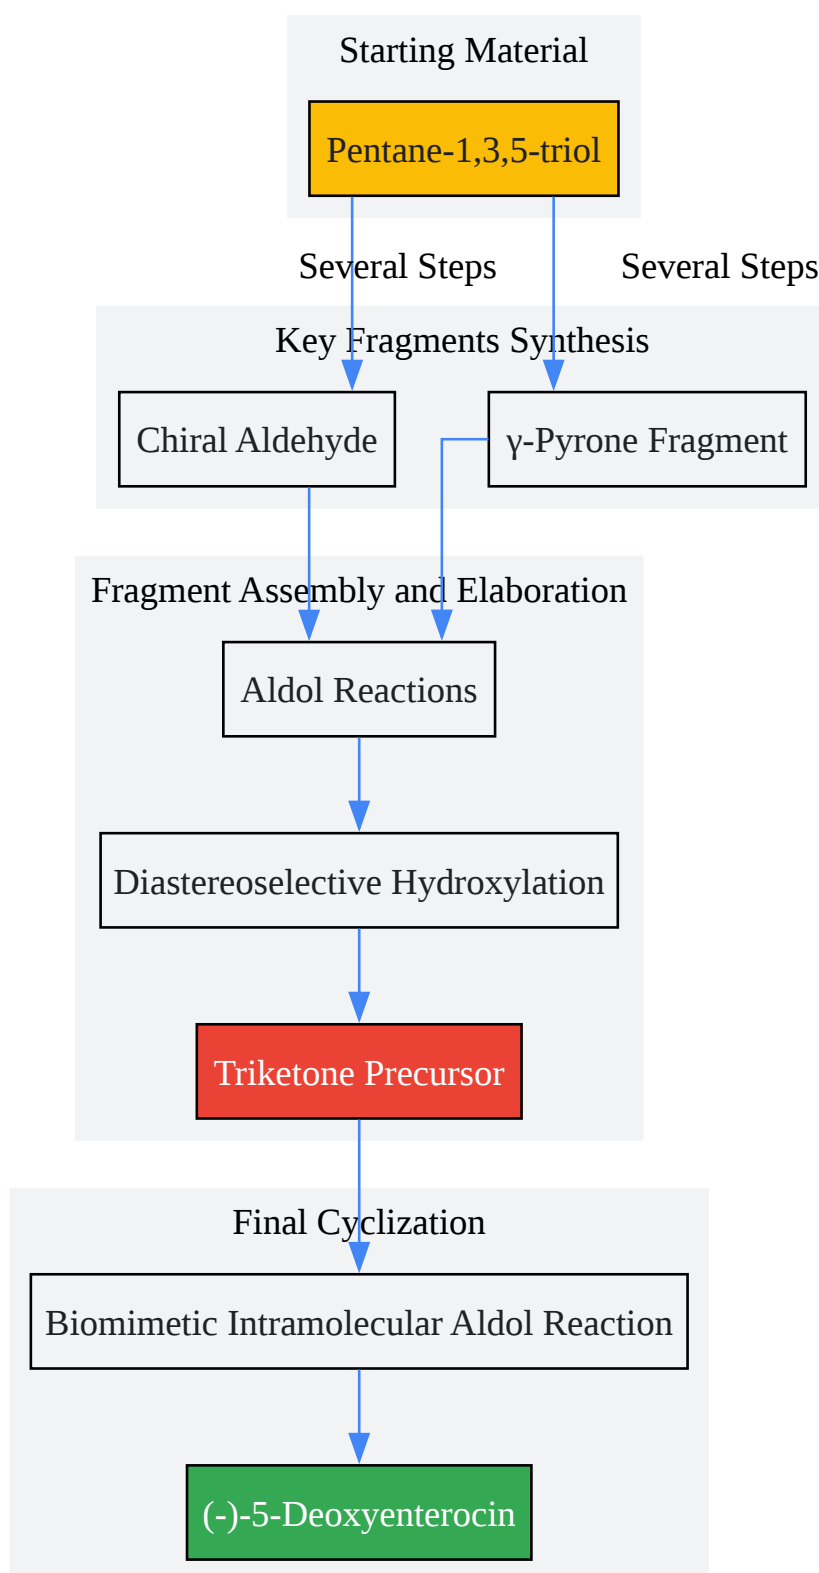 Starting Material
Pentane-1,3,5-triol
Several Steps
Several Steps
Key Fragments Synthesis
Chiral Aldehyde
γ-Pyrone Fragment
Fragment Assembly and Elaboration
Aldol Reactions
Diastereoselective Hydroxylation
Triketone Precursor
Final Cyclization
Biomimetic Intramolecular Aldol Reaction
(-)-5-Deoxyenterocin